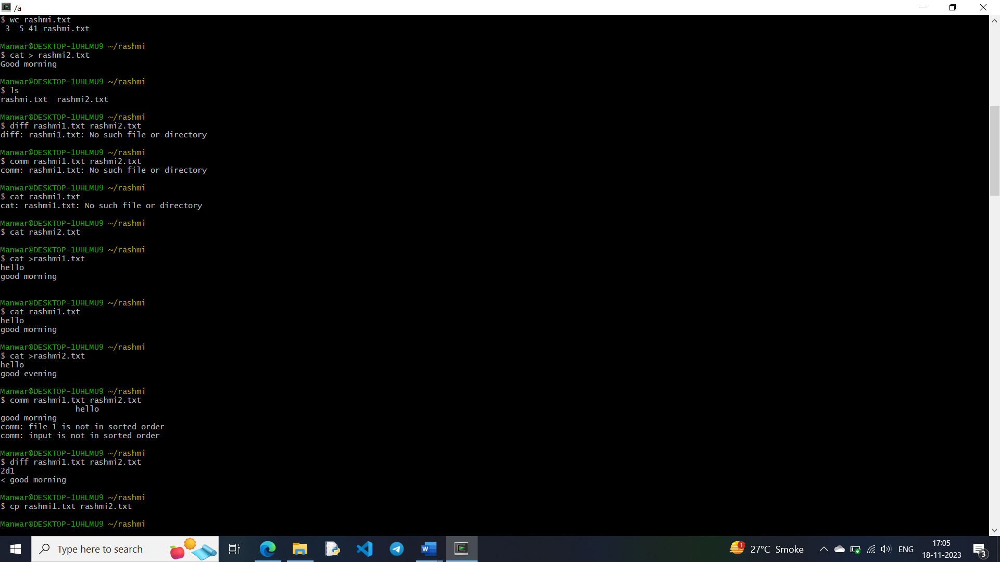 /a
$ wc rashmi.txt
 3  5 41 rashmi.txt
Manwar@DESKTOP-1UHLMU9 ~/rashmi
$ cat > rashmi2.txt
Good morning
Manwar@DESKTOP-1UHLMU9 ~/rashmi
$ ls
rashmi.txt  rashmi2.txt
Manwar@DESKTOP-1UHLMU9 ~/rashmi
$ diff rashmi1.txt rashmi2.txt
diff: rashmi1.txt: No such file or directory
Manwar@DESKTOP-1UHLMU9 ~/rashmi
$ comm rashmi1.txt rashmi2.txt
comm: rashmi1.txt: No such file or directory
Manwar@DESKTOP-1UHLMU9 ~/rashmi
$ cat rashmi1.txt
cat: rashmi1.txt: No such file or directory
Manwar@DESKTOP-1UHLMU9 ~/rashmi
$ cat rashmi2.txt
Manwar@DESKTOP-1UHLMU9 ~/rashmi
$ cat >rashmi1.txt
hello
good morning
Manwar@DESKTOP-1UHLMU9 ~/rashmi
$ cat rashmi1.txt
hello
good morning
Manwar@DESKTOP-1UHLMU9 ~/rashmi
$ cat >rashmi2.txt
hello
good evening
Manwar@DESKTOP-1UHLMU9 ~/rashmi
$ comm rashmi1.txt rashmi2.txt
                hello
good morning
comm: file 1 is not in sorted order
comm: input is not in sorted order
Manwar@DESKTOP-1UHLMU9 ~/rashmi
$ diff rashmi1.txt rashmi2.txt
2d1
< good morning
Manwar@DESKTOP-1UHLMU9 ~/rashmi
$ cp rashmi1.txt rashmi2.txt
Manwar@DESKTOP-1UHLMU9 ~/rashmi
Type here to search
W
1
27°C Smoke
ENG
17:05
18-11-2023
3